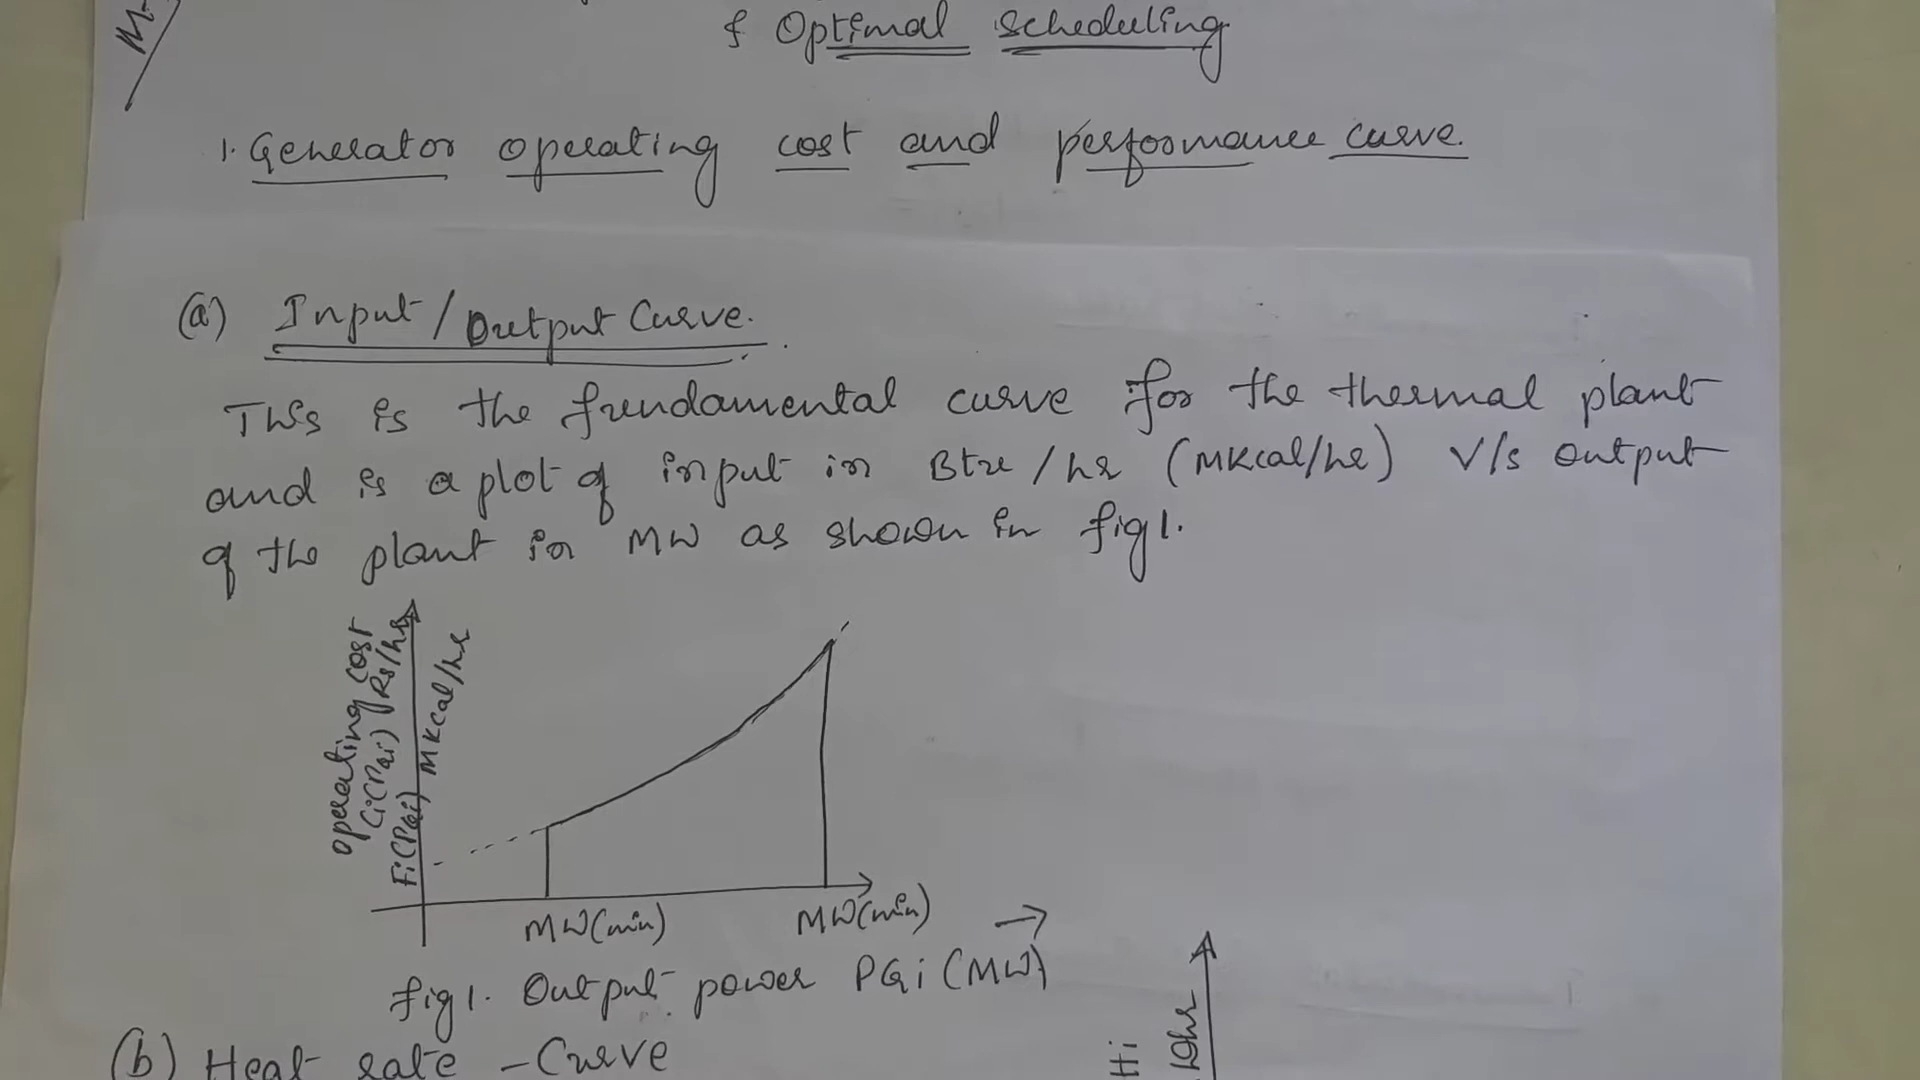 & Optimal scheduling
1. Generator operating cost and performance curve.
(a) Input / Output Curve.
This is the fundamental curve for the thermal plant
and is a plot of input in Btu/hr (MKcal/hr) V/s output
of the plant in MW as shown in fig 1.
operating cost
Ci(PGi) Rs/hr
Fi(PGi) MKcal/hr
MW(min)
MW(min)
fig 1. Output power PGi (MW)
(b) Heat rate - Curve
Hi